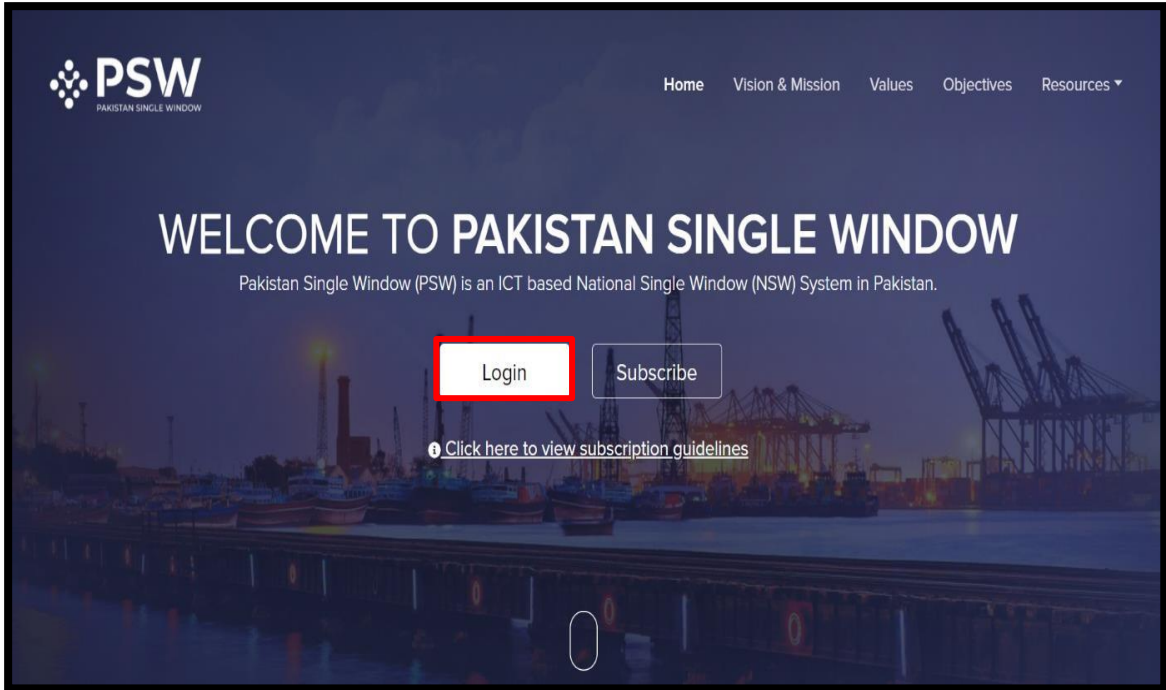 PSW
PAKISTAN SINGLE WINDOW
Home Vision & Mission Values Objectives Resources
WELCOME TO PAKISTAN SINGLE WINDOW
Pakistan Single Window (PSW) is an ICT based National Single Window (NSW) System in Pakistan.
Login Subscribe
Click here to view subscription guidelines